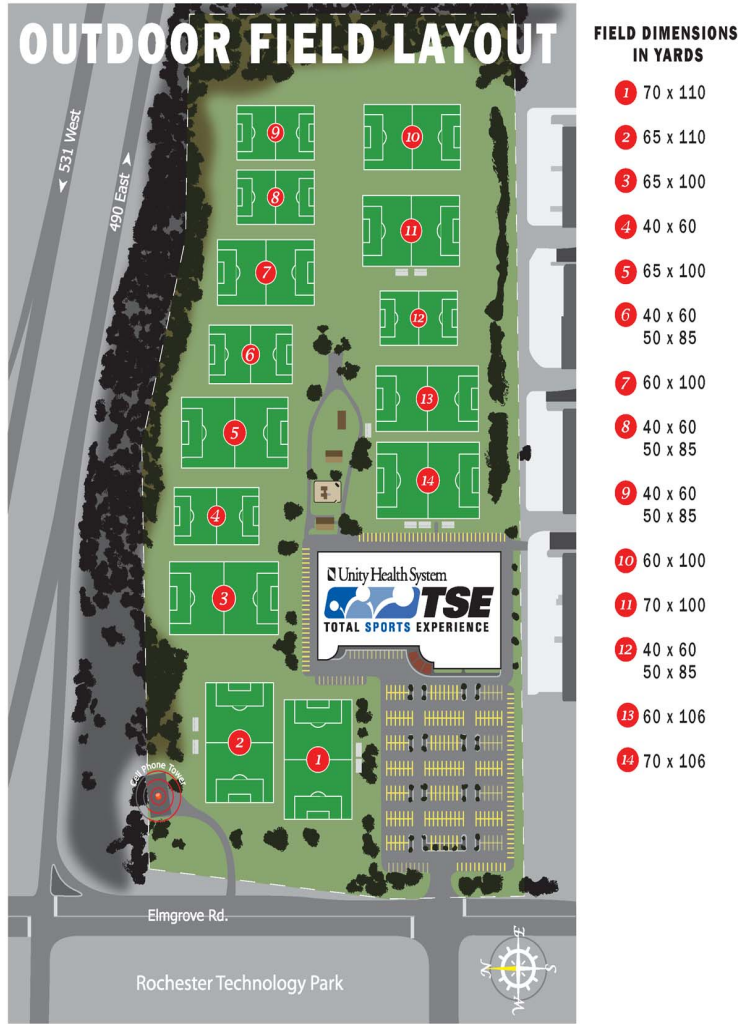 OUTDOOR FIELD LAYOUT
FIELD DIMENSIONS
IN YARDS
1 70 x 110
2 65 x 110
3 65 x 100
4 40 x 60
5 65 x 100
6 40 x 60
50 x 85
7 60 x 100
8 40 x 60
50 x 85
9 40 x 60
50 x 85
10 60 x 100
11 70 x 100
12 40 x 60
50 x 85
13 60 x 106
14 70 x 106
531 West
490 East
9
10
8
11
7
12
6
13
5
14
4
3
Unity Health System
TSE
TOTAL SPORTS EXPERIENCE
2
1
Cell Phone Tower
Elmgrove Rd.
Rochester Technology Park
E
N
S
W